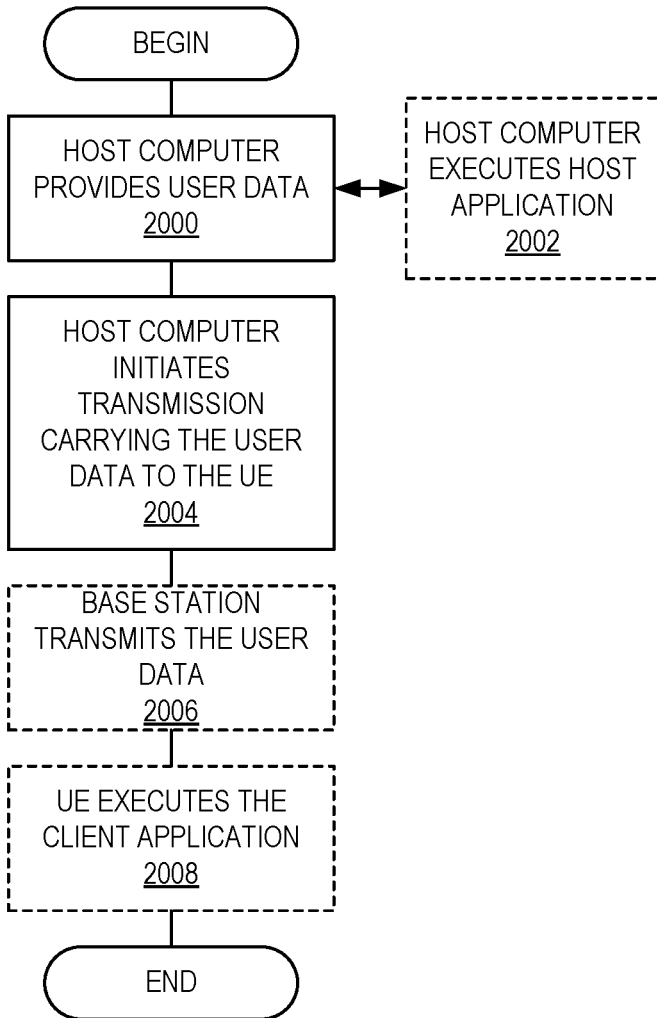 BEGIN
HOST COMPUTER
PROVIDES USER DATA
2000
HOST COMPUTER
EXECUTES HOST
APPLICATION
2002
HOST COMPUTER
INITIATES
TRANSMISSION
CARRYING THE USER
DATA TO THE UE
2004
BASE STATION
TRANSMITS THE USER
DATA
2006
UE EXECUTES THE
CLIENT APPLICATION
2008
END